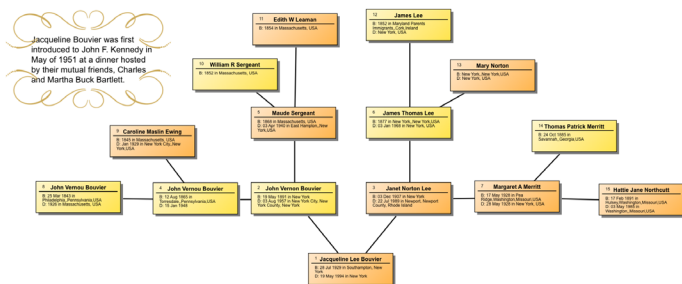 Jacqueline Bouvier was first
introduced to John F. Kennedy in
May of 1951 at a dinner hosted
by their mutual friends, Charles
and Martha Buck Bartlett.
11 Edith W Leaman
B: 1854 in Massachusetts, USA
12 James Lee
B: 1852 in Maryland Parents
Immigrants, Cork,Ireland
D: New York, USA
10 William R Sergeant
B: 1852 in Massachusetts, USA
13 Mary Norton
B: New York, New York,USA
D: New York, USA
5 Maude Sergeant
B: 1868 in Massachusetts, USA
D: 03 Apr 1940 in East Hampton, New
York,USA
6 James Thomas Lee
B: 1877 in New York, New York,USA
D: 03 Jan 1968 in New York, USA
9 Caroline Maslin Ewing
B: 1845 in Massachusetts, USA
D: Jan 1929 in New York City, New
York,USA
14 Thomas Patrick Merritt
B: 24 Oct 1855 in
Savannah, Georgia,USA
8 John Vernou Bouvier
B: 25 Mar 1843 in
Philadelphia, Pennsylvania,USA
D: 1926 in Massachusetts, USA
4 John Vernou Bouvier
B: 12 Aug 1865 in
Torresdale, Pennsylvania,USA
D: 15 Jan 1948
2 John Vernon Bouvier
B: 19 May 1891 in New York
D: 03 Aug 1957 in New York City, New
York County, New York
3 Janet Norton Lee
B: 03 Dec 1907 in New York
D: 22 Jul 1989 in Newport, Newport
County, Rhode Island
7 Margaret A Merritt
B: 17 May 1928 in Pea
Ridge,Washington,Missouri,USA
D: 29 May 1928 in New York, USA
15 Hattie Jane Northcutt
B: 17 Feb 1891 in
Washington,Missouri,USA
D: 03 May 1965 in
Washington, Missouri,USA
1 Jacqueline Lee Bouvier
B: 28 Jul 1929 in Southampton, New
York
D: 19 May 1994 in New York